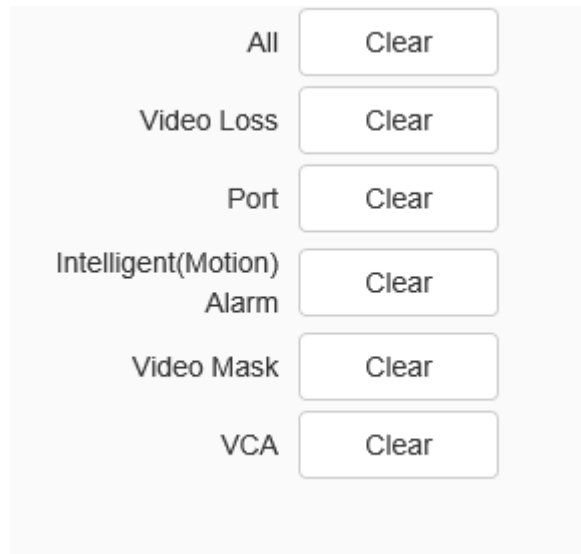 All Clear
Video Loss Clear
Port Clear
Intelligent(Motion)
Alarm Clear
Video Mask Clear
VCA Clear